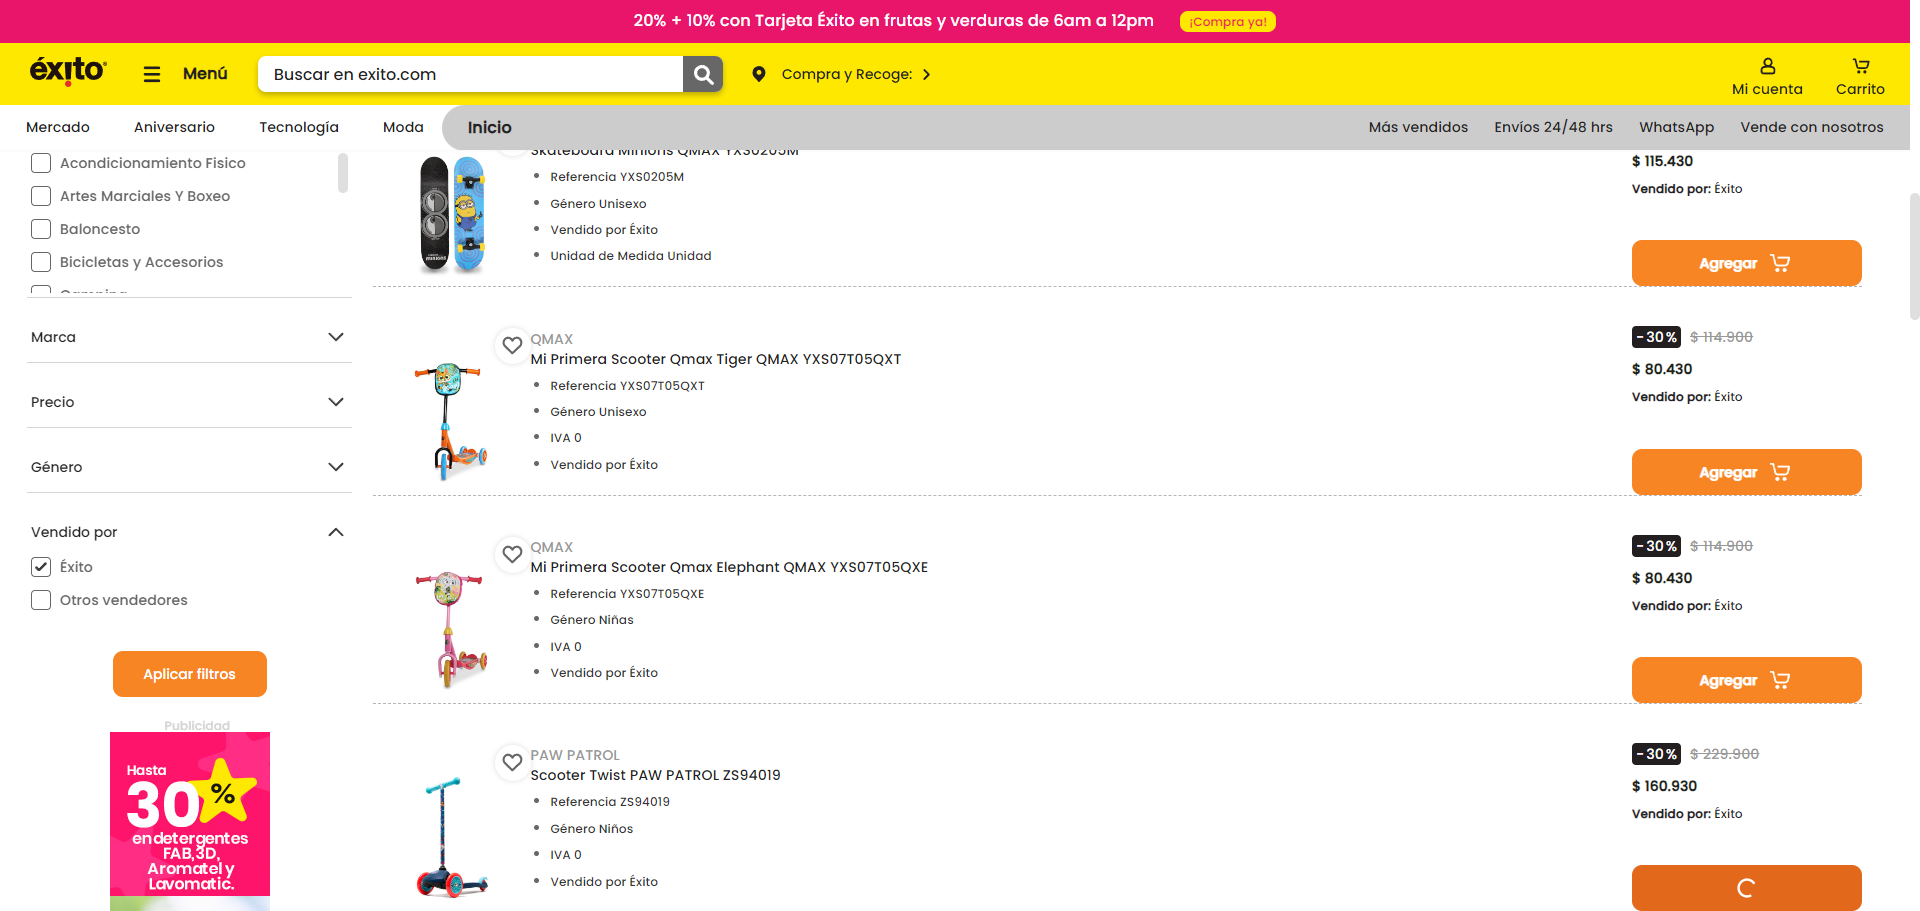 20% + 10% con Tarjeta Éxito en frutas y verduras de 6am a 12pm
¡Compra ya!
éxito
Menú
Buscar en exito.com
Compra y Recoge:
Mi cuenta
Carrito
Mercado
Aniversario
Tecnología
Moda
Inicio
Más vendidos
Envíos 24/48 hrs
WhatsApp
Vende con nosotros
Acondicionamiento Fisico
Artes Marciales Y Boxeo
Baloncesto
Bicicletas y Accesorios
Camping
Marca
Precio
Género
Vendido por
Éxito
Otros vendedores
Aplicar filtros
Publicidad
Hasta
30%
en detergentes
FAB,3D,
Aromatel y
Lavomatic.
Skateboard Minions QMAX YXS0205M
Referencia YXS0205M
Género Unisexo
Vendido por Éxito
Unidad de Medida Unidad
$ 115.430
Vendido por: Éxito
Agregar
QMAX
Mi Primera Scooter Qmax Tiger QMAX YXS07T05QXT
Referencia YXS07T05QXT
Género Unisexo
IVA 0
Vendido por Éxito
-30% $ 114.900
$ 80.430
Vendido por: Éxito
Agregar
QMAX
Mi Primera Scooter Qmax Elephant QMAX YXS07T05QXE
Referencia YXS07T05QXE
Género Niñas
IVA 0
Vendido por Éxito
-30% $ 114.900
$ 80.430
Vendido por: Éxito
Agregar
PAW PATROL
Scooter Twist PAW PATROL ZS94019
Referencia ZS94019
Género Niños
IVA 0
Vendido por Éxito
-30% $ 229.900
$ 160.930
Vendido por: Éxito